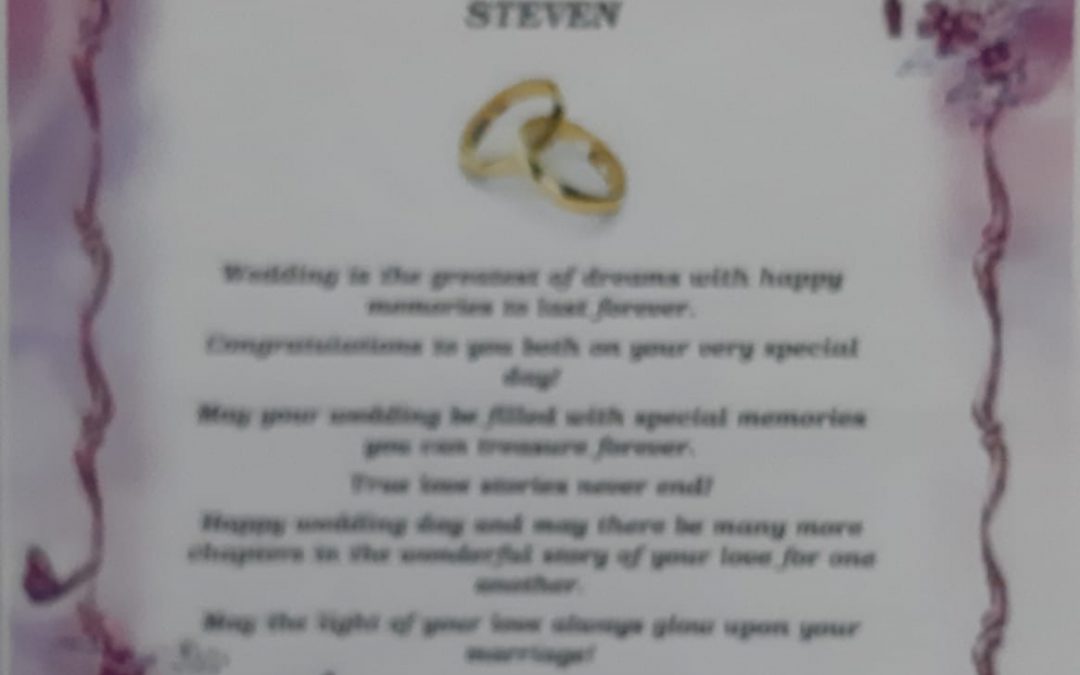 STEVEN
Wedding is the greatest of dreams with happy
memories to last forever.
Congratulations to you both on your very special
day!
May your wedding be filled with special memories
you can treasure forever.
True love stories never end!
Happy wedding day and may there be many more
chapters in the wonderful story of your love for one
another.
May the light of your love always glow upon your
marriage!